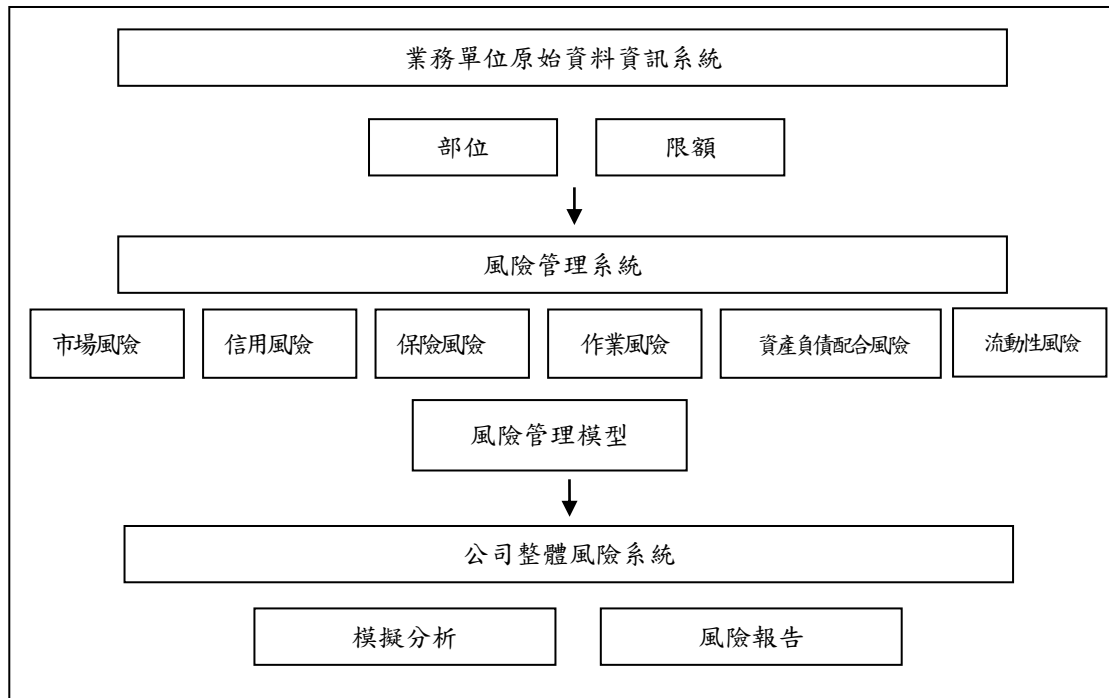 業務單位原始資料資訊系統
部位
限額
風險管理系統
市場風險
信用風險
保險風險
作業風險
資產負債配合風險
流動性風險
風險管理模型
公司整體風險系統
模擬分析
風險報告